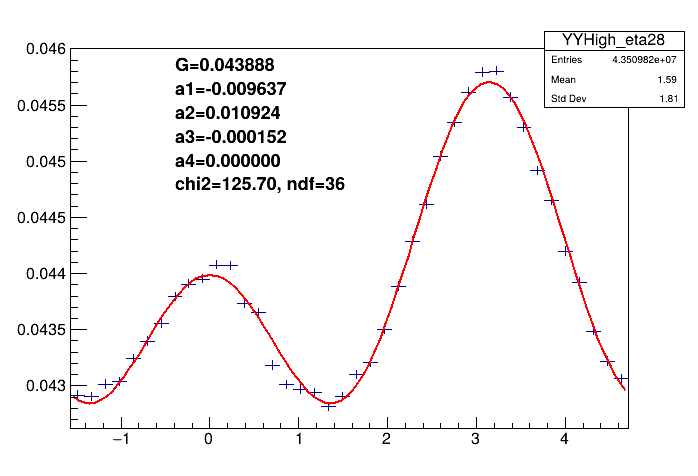 YYHigh_eta28
Entries 4.350982e+07
Mean 1.59
Std Dev 1.81
G=0.043888
a1=-0.009637
a2=0.010924
a3=-0.000152
a4=0.000000
chi2=125.70, ndf=36
0.046
0.0455
0.045
0.0445
0.044
0.0435
0.043
−1 0 1 2 3 4